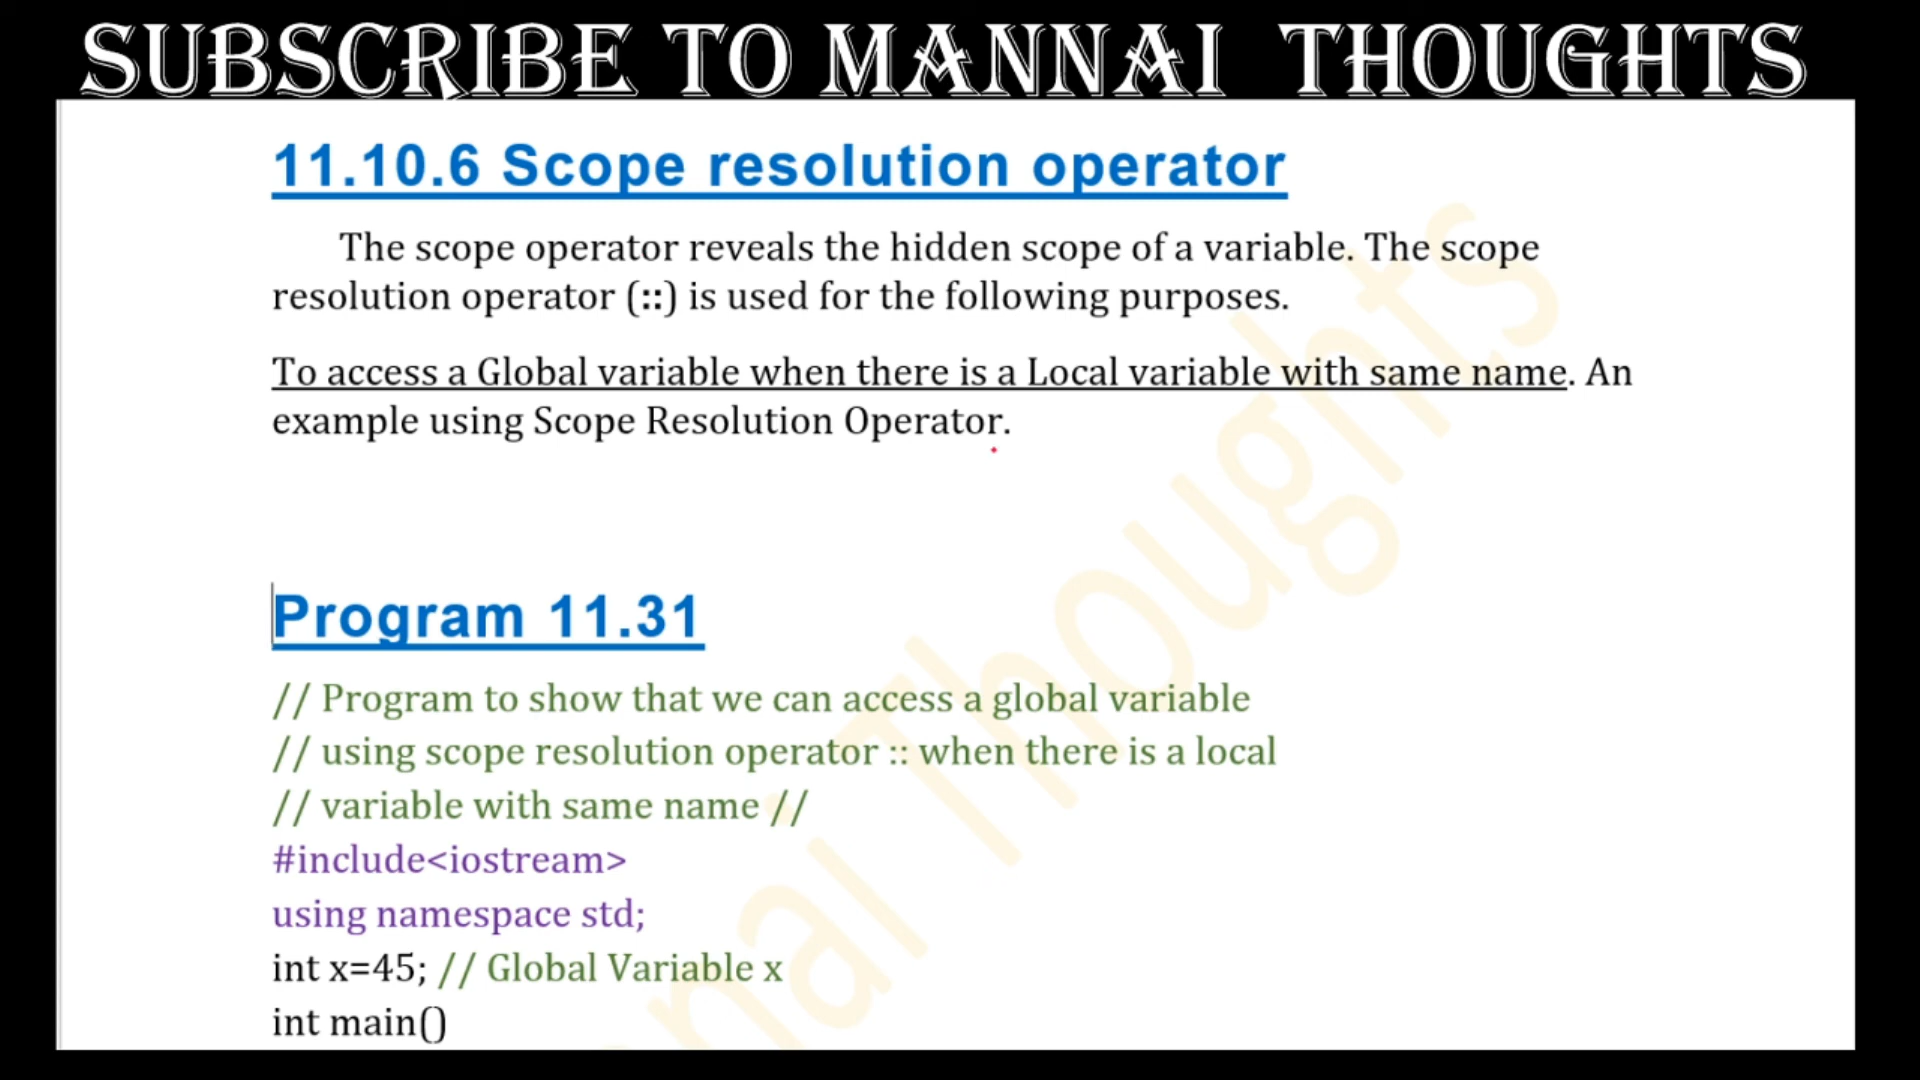 SUBSCRIBE TO MANNAI THOUGHTS
11.10.6 Scope resolution operator
The scope operator reveals the hidden scope of a variable. The scope
resolution operator (::) is used for the following purposes.
To access a Global variable when there is a Local variable with same name. An
example using Scope Resolution Operator.
Program 11.31
// Program to show that we can access a global variable
// using scope resolution operator :: when there is a local
// variable with same name //
#include<iostream>
using namespace std;
int x=45; // Global Variable x
int main()
nai Thoughts